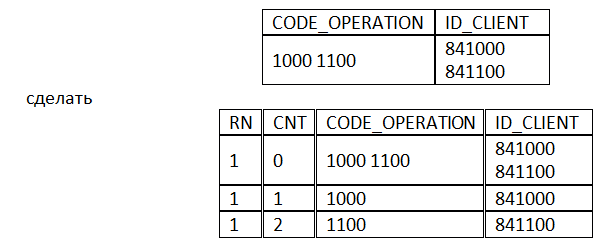 CODE_OPERATION ID_CLIENT
1000 1100 841000
841100
сделать
RN CNT CODE_OPERATION ID_CLIENT
1 0 1000 1100 841000
841100
1 1 1000 841000
1 2 1100 841100